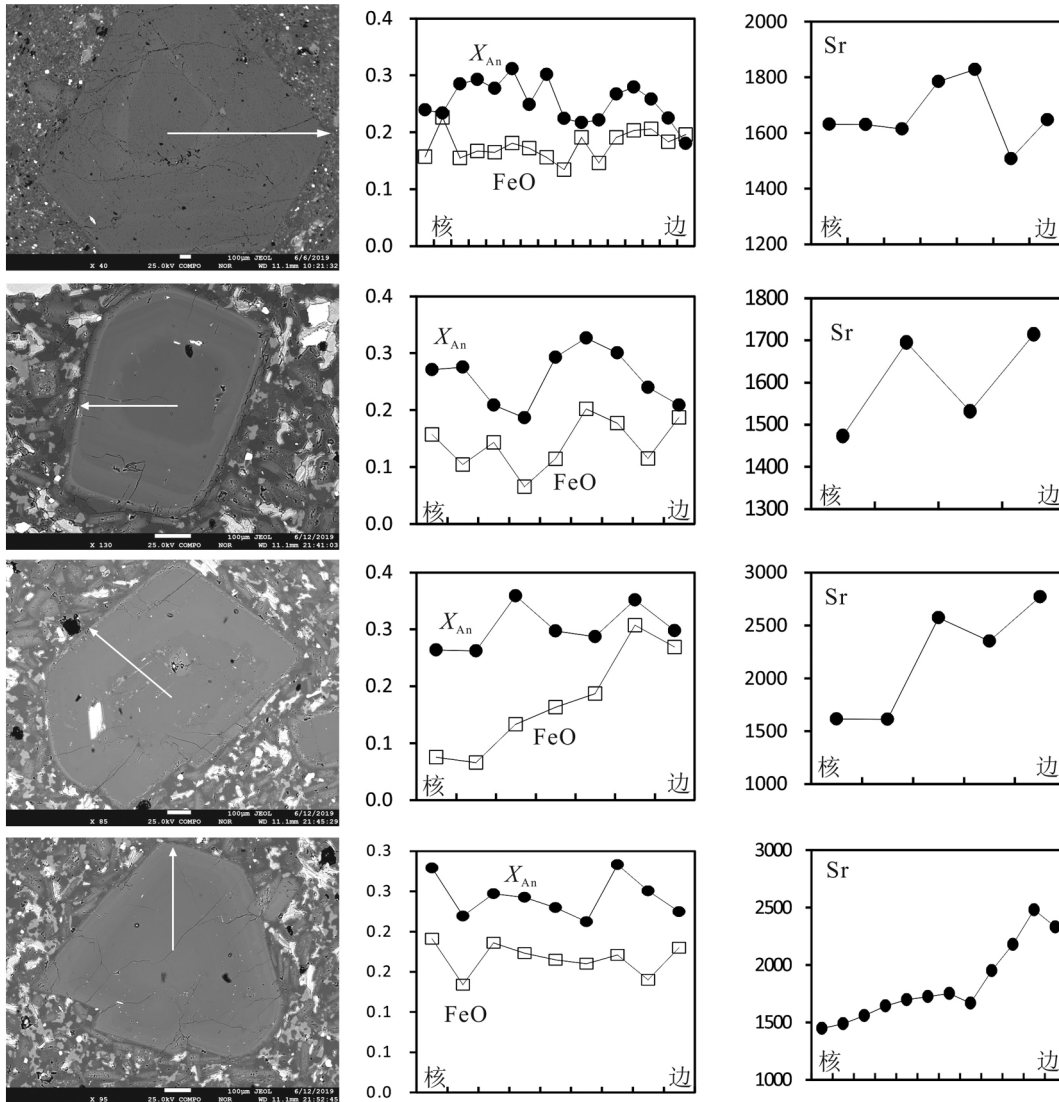 0.4
0.3
0.2
0.1
0.0
X_An
FeO
核
边
2000
1800
1600
1400
1200
Sr
核
边
100μm JEOL 6/6/2019
X 40 25.0kV COMPO NOR WD 11.1mm 10:21:32
0.4
0.3
0.2
0.1
0.0
X_An
FeO
核
边
1800
1700
1600
1500
1400
1300
Sr
核
边
100μm JEOL 6/12/2019
X 130 25.0kV COMPO NOR WD 11.1mm 21:41:03
0.4
0.3
0.2
0.1
0.0
X_An
FeO
核
边
3000
2500
2000
1500
1000
Sr
核
边
100μm JEOL 6/12/2019
X 85 25.0kV COMPO NOR WD 11.1mm 21:45:29
0.3
0.3
0.2
0.2
0.1
0.1
0.0
X_An
FeO
核
边
3000
2500
2000
1500
1000
Sr
核
边
100μm JEOL 6/12/2019
X 95 25.0kV COMPO NOR WD 11.1mm 21:52:45